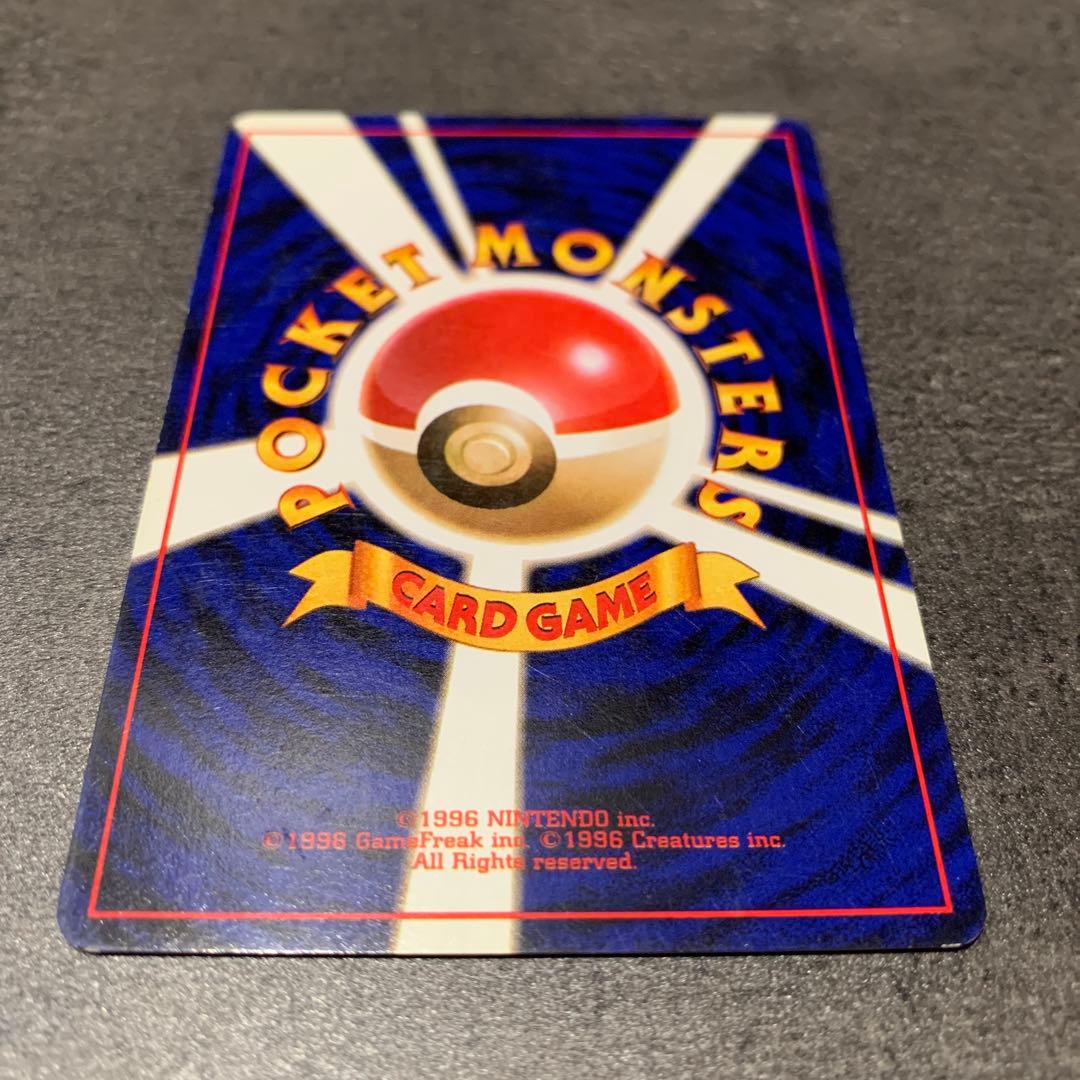 POCKET MONSTERS
CARD GAME
©1996 NINTENDO inc.
©1996 GameFreak inc. ©1996 Creatures inc.
All Rights reserved.